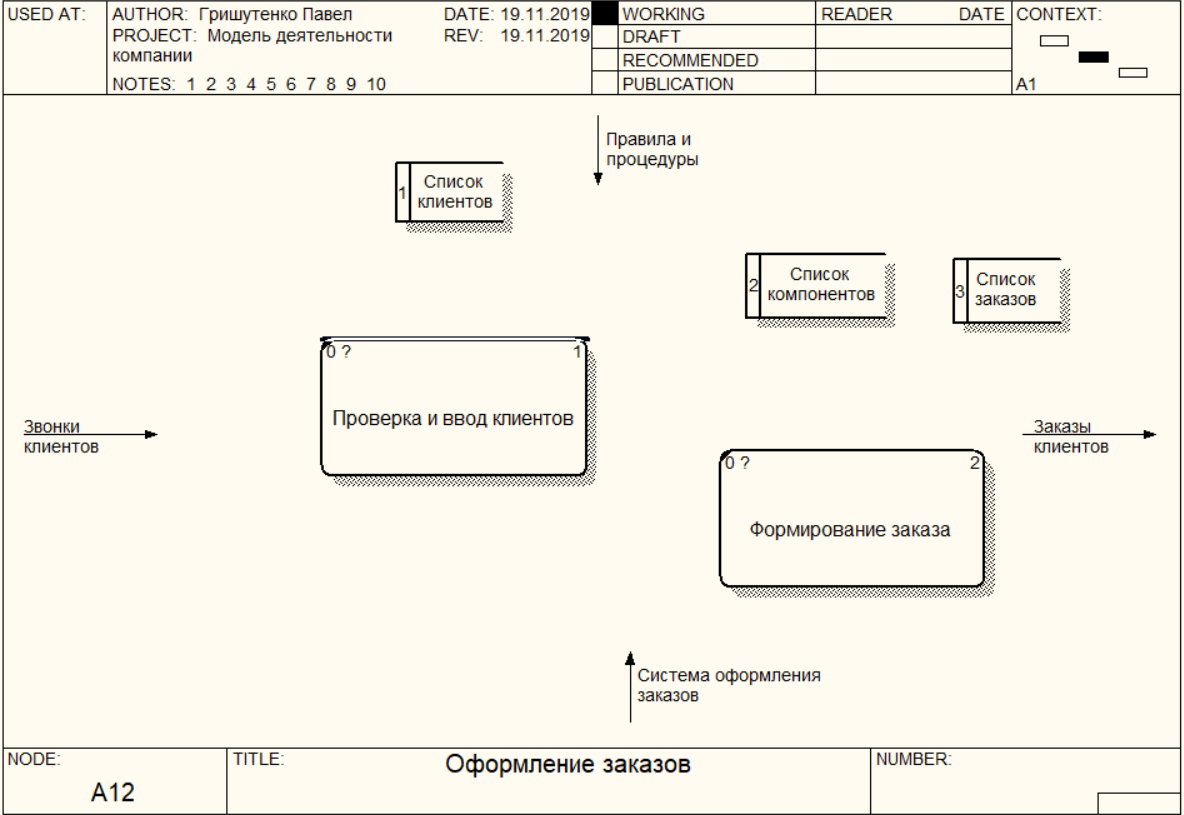 USED AT:
AUTHOR: Гришутенко Павел
DATE: 19.11.2019
PROJECT: Модель деятельности
компании
REV: 19.11.2019
NOTES: 1 2 3 4 5 6 7 8 9 10
WORKING
DRAFT
RECOMMENDED
PUBLICATION
READER
DATE
CONTEXT:
A1
Правила и
процедуры
1
Список
клиентов
2
Список
компонентов
3
Список
заказов
0 ?
1
Проверка и ввод клиентов
Звонки
клиентов
Заказы
клиентов
0 ?
2
Формирование заказа
Система оформления
заказов
NODE:
A12
TITLE:
Оформление заказов
NUMBER: